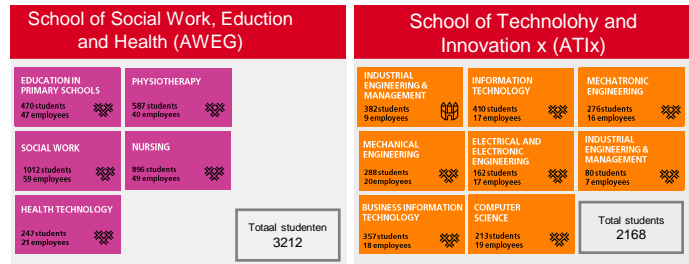 School of Social Work, Eduction
and Health (AWEG)
EDUCATION IN
PRIMARY SCHOOLS
470 students
47 employees
PHYSIOTHERAPY
587 students
40 employees
SOCIAL WORK
1012 students
59 employees
NURSING
896 students
49 employees
HEALTH TECHNOLOGY
247 students
21 employees
Totaal studenten
3212
School of Technolohy and
Innovation x (ATIx)
INDUSTRIAL
ENGINEERING &
MANAGEMENT
382 students
9 employees
INFORMATION
TECHNOLOGY
410 students
17 employees
MECHATRONIC
ENGINEERING
276 students
16 employees
MECHANICAL
ENGINEERING
288 students
20 employees
ELECTRICAL AND
ELECTRONIC
ENGINEERING
162 students
17 employees
INDUSTRIAL
ENGINEERING &
MANAGEMENT
80 students
7 employees
BUSINESS INFORMATION
TECHNOLOGY
357 students
18 employees
COMPUTER
SCIENCE
213 students
19 employees
Total students
2168